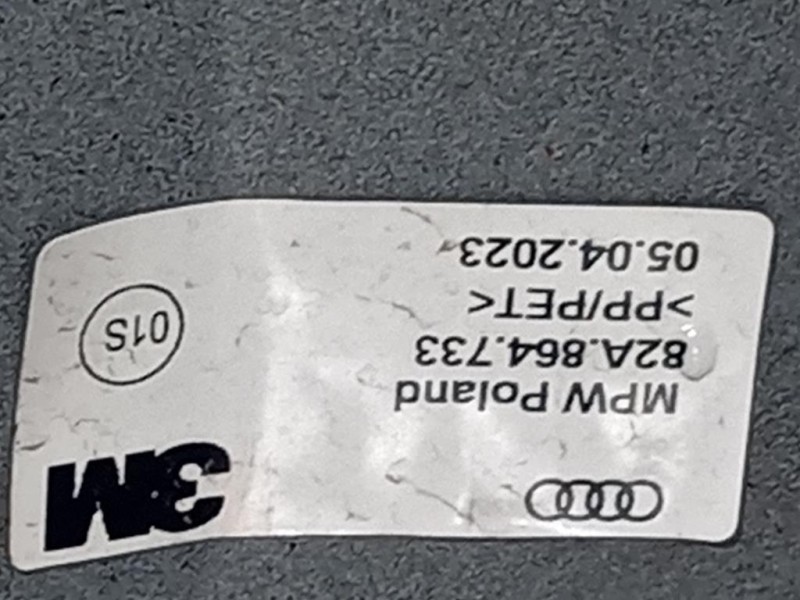 3M
MPW Poland
82A.864.733
>PP/PET<
05.04.2023
01S